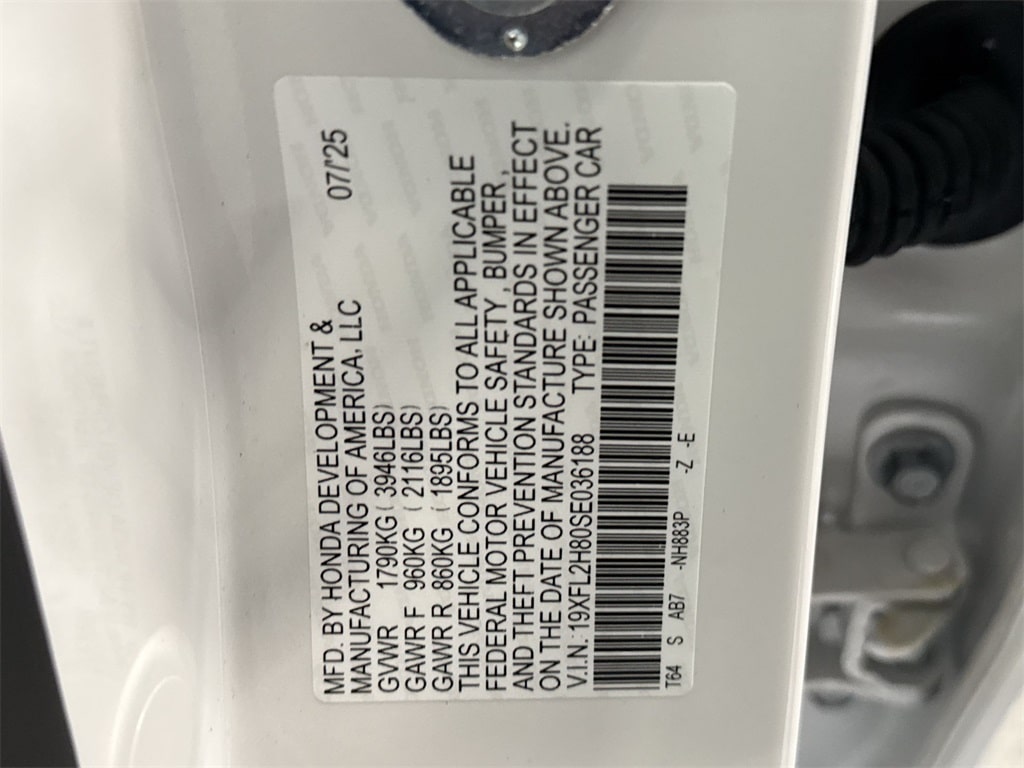 MFD. BY HONDA DEVELOPMENT &
MANUFACTURING OF AMERICA, LLC 07/'25
GVWR 1790KG ( 3946LBS)
GAWR F 960KG ( 2116LBS)
GAWR R 860KG ( 1895LBS)
THIS VEHICLE CONFORMS TO ALL APPLICABLE
FEDERAL MOTOR VEHICLE SAFETY, BUMPER,
AND THEFT PREVENTION STANDARDS IN EFFECT
ON THE DATE OF MANUFACTURE SHOWN ABOVE.
V.I.N.: 19XFL2H80SE036188 TYPE: PASSENGER CAR
T64 S AB7 -NH883P -Z -E